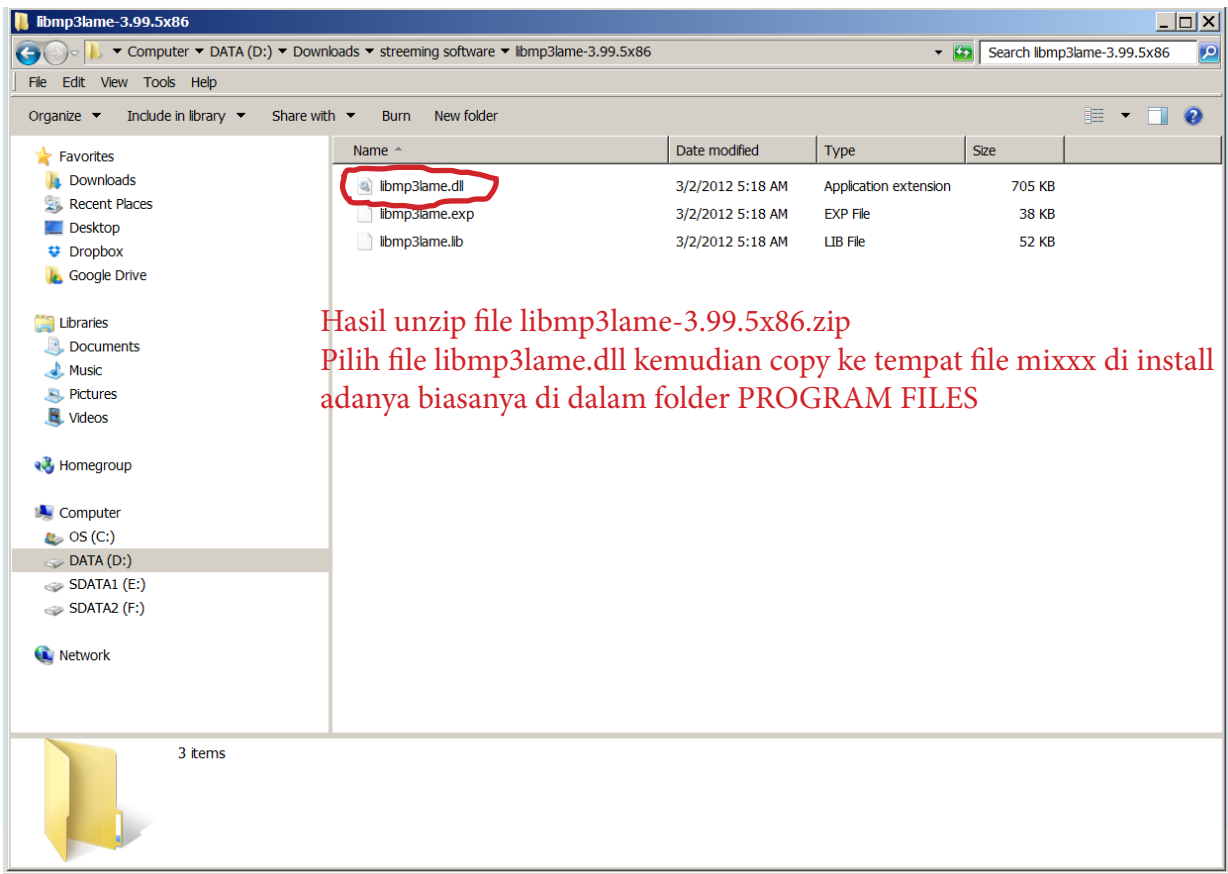 libmp3lame-3.99.5x86
Computer DATA (D:) Downloads streeming software libmp3lame-3.99.5x86 Search libmp3lame-3.99.5x86
File Edit View Tools Help
Organize Include in library Share with Burn New folder
Favorites
Downloads
Recent Places
Desktop
Dropbox
Google Drive
Libraries
Documents
Music
Pictures
Videos
Homegroup
Computer
OS (C:)
DATA (D:)
SDATA1 (E:)
SDATA2 (F:)
Network
Name Date modified Type Size
libmp3lame.dll 3/2/2012 5:18 AM Application extension 705 KB
libmp3lame.exp 3/2/2012 5:18 AM EXP File 38 KB
libmp3lame.lib 3/2/2012 5:18 AM LIB File 52 KB
Hasil unzip file libmp3lame-3.99.5x86.zip
Pilih file libmp3lame.dll kemudian copy ke tempat file mixxx di install
adanya biasanya di dalam folder PROGRAM FILES
3 items